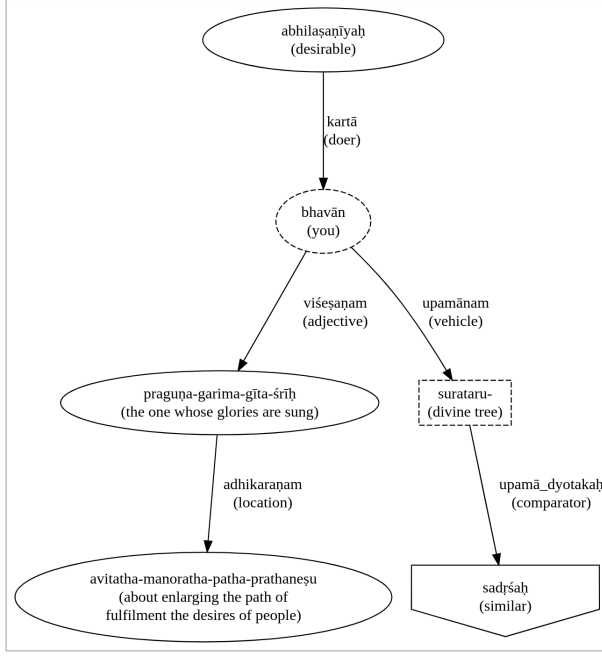 abhilaṣaṇīyaḥ
(desirable)
kartā
(doer)
bhavān
(you)
viśeṣaṇam
(adjective)
upamānam
(vehicle)
praguṇa-garima-gīta-śrīḥ
(the one whose glories are sung)
surataru-
(divine tree)
adhikaraṇam
(location)
upamā_dyotakaḥ
(comparator)
avitatha-manoratha-patha-prathaneṣu
(about enlarging the path of
fulfilment the desires of people)
sadṛśaḥ
(similar)